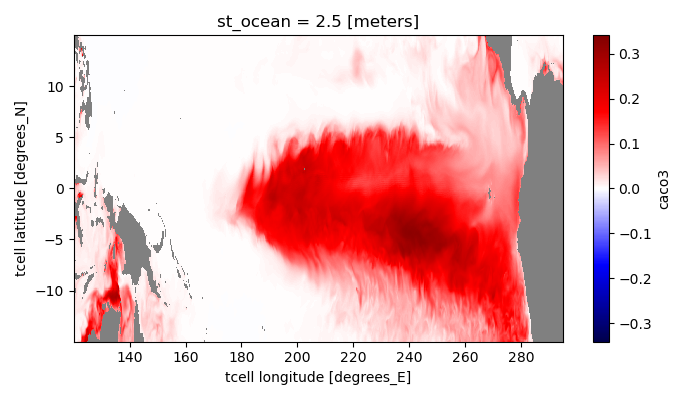 st_ocean = 2.5 [meters]
10
5
0
−5
−10
tcell latitude [degrees_N]
140 160 180 200 220 240 260 280
tcell longitude [degrees_E]
0.3
0.2
0.1
0.0
−0.1
−0.2
−0.3
caco3